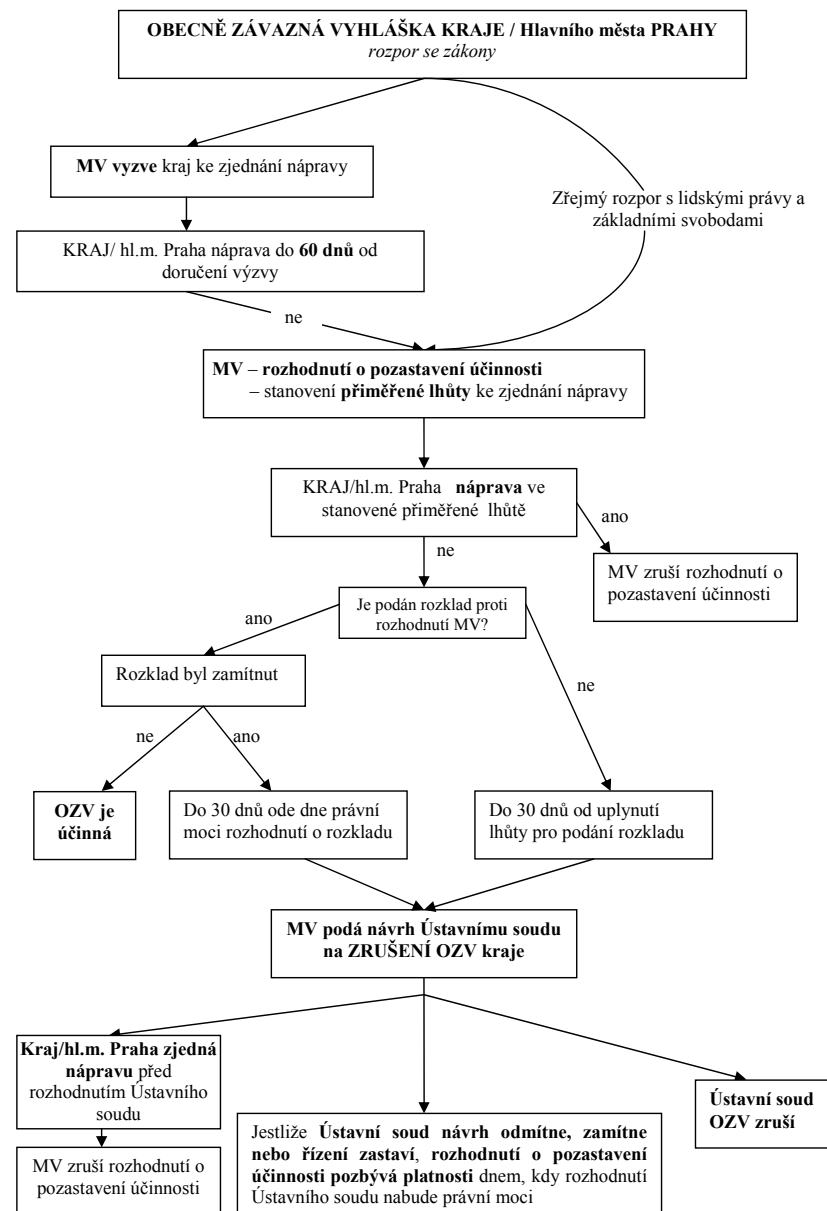 OBECNĚ ZÁVAZNÁ VYHLÁŠKA KRAJE / Hlavního města PRAHY
rozpor se zákony
MV vyzve kraj ke zjednání nápravy
Zřejmý rozpor s lidskými právy a
základními svobodami
KRAJ/ hl.m. Praha náprava do 60 dnů od
doručení výzvy
ne
MV – rozhodnutí o pozastavení účinnosti
– stanovení přiměřené lhůty ke zjednání nápravy
KRAJ/hl.m. Praha náprava ve
stanovené přiměřené lhůtě
ano
ne
MV zruší rozhodnutí o
pozastavení účinnosti
Je podán rozklad proti
rozhodnutí MV?
ano
Rozklad byl zamítnut
ne
ne
ano
OZV je
účinná
Do 30 dnů ode dne právní
moci rozhodnutí o rozkladu
Do 30 dnů od uplynutí
lhůty pro podání rozkladu
MV podá návrh Ústavnímu soudu
na ZRUŠENÍ OZV kraje
Kraj/hl.m. Praha zjedná
nápravu před
rozhodnutím Ústavního
soudu
Ústavní soud
OZV zruší
MV zruší rozhodnutí o
pozastavení účinnosti
Jestliže Ústavní soud návrh odmítne, zamítne
nebo řízení zastaví, rozhodnutí o pozastavení
účinnosti pozbývá platnosti dnem, kdy rozhodnutí
Ústavního soudu nabude právní moci